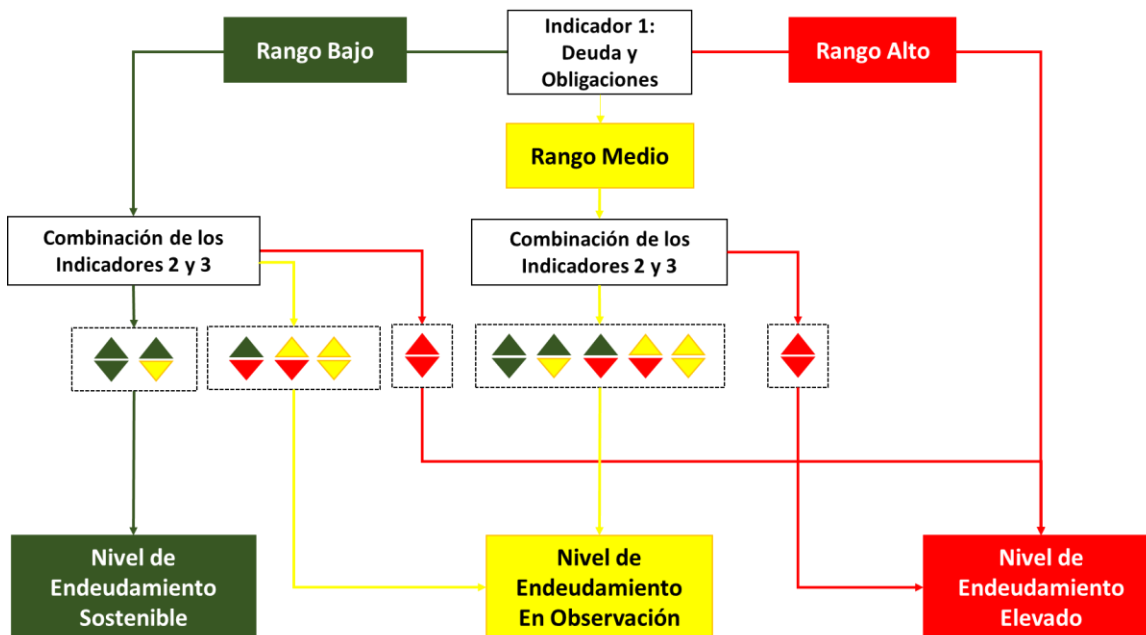 Rango Bajo
Indicador 1:
Deuda y
Obligaciones
Rango Alto
Rango Medio
Combinación de los
Indicadores 2 y 3
Combinación de los
Indicadores 2 y 3
Nivel de
Endeudamiento
Sostenible
Nivel de
Endeudamiento
En Observación
Nivel de
Endeudamiento
Elevado